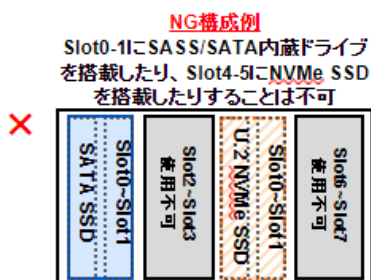 NG構成例
Slot0-1にSASS/SATA内蔵ドライブ
を搭載したり、Slot4-5にNVMe SSD
を搭載したりすることは不可
×
Slot0~Slot1
SATA SSD
Slot2~Slot3
使用不可
Slot0~Slot1
U.2 NVMe SSD
Slot6~Slot7
使用不可